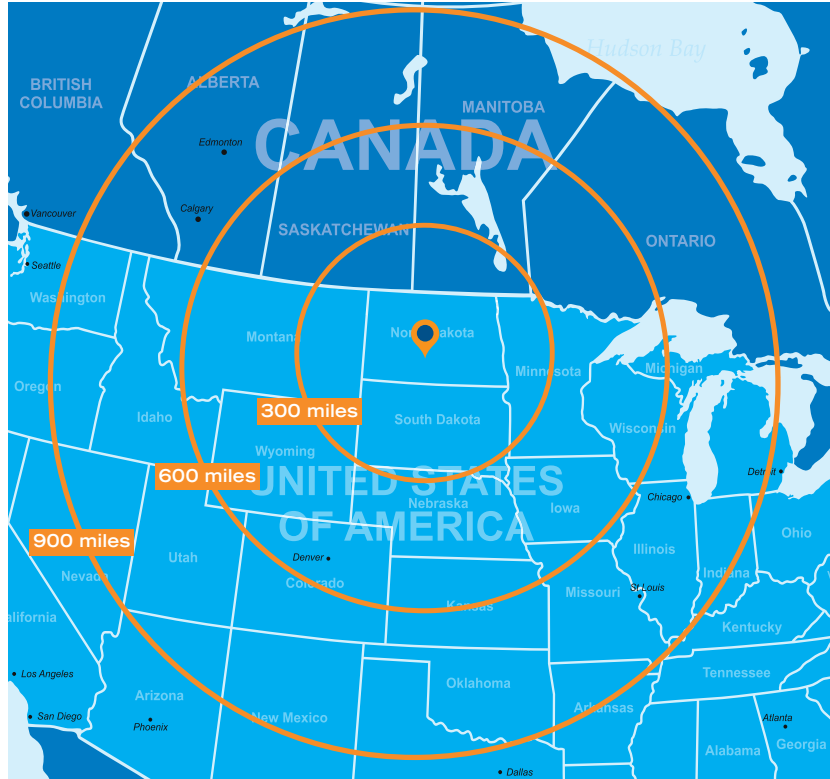 Hudson Bay
BRITISH
COLUMBIA
ALBERTA
MANITOBA
CANADA
Edmonton
Calgary
Vancouver
SASKATCHEWAN
ONTARIO
Seattle
Washington
Montana
North Dakota
Minnesota
Michigan
Oregon
Idaho
300 miles
South Dakota
Wisconsin
Wyoming
600 miles
UNITED STATES
OF AMERICA
Nebraska
Iowa
Detroit
Chicago
900 miles
Utah
Denver
Colorado
Illinois
Ohio
Nevada
Indiana
Kansas
Missouri
St Louis
alifornia
Kentucky
Los Angeles
Arizona
Oklahoma
Tennessee
San Diego
Phoenix
New Mexico
Arkansas
Atlanta
Alabama
Georgia
Dallas